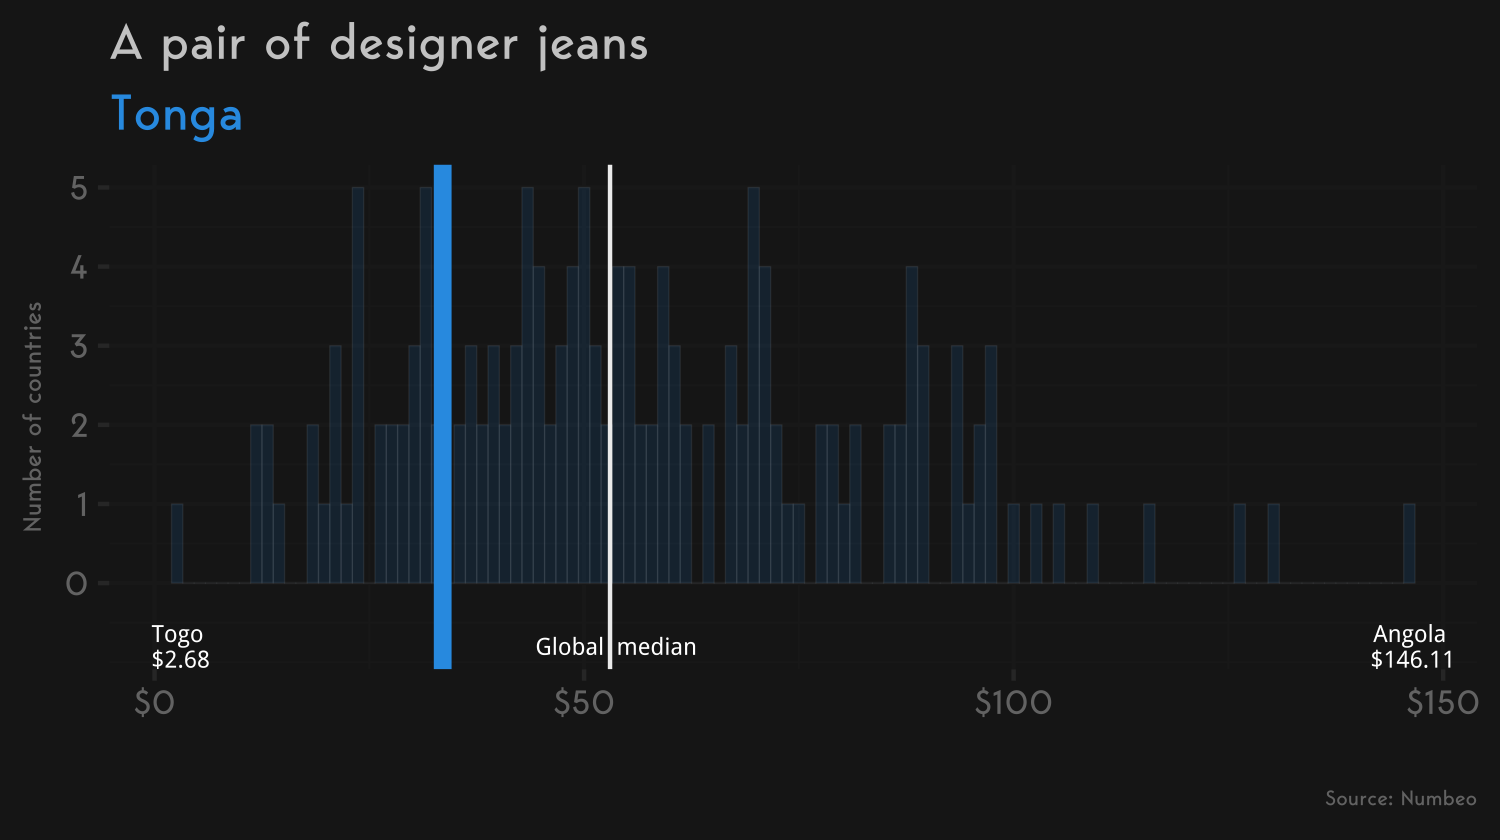 A pair of designer jeans
Tonga
Number of countries
5
4
3
2
1
0
Togo
$2.68
Global median
Angola
$146.11
$0
$50
$100
$150
Source: Numbeo